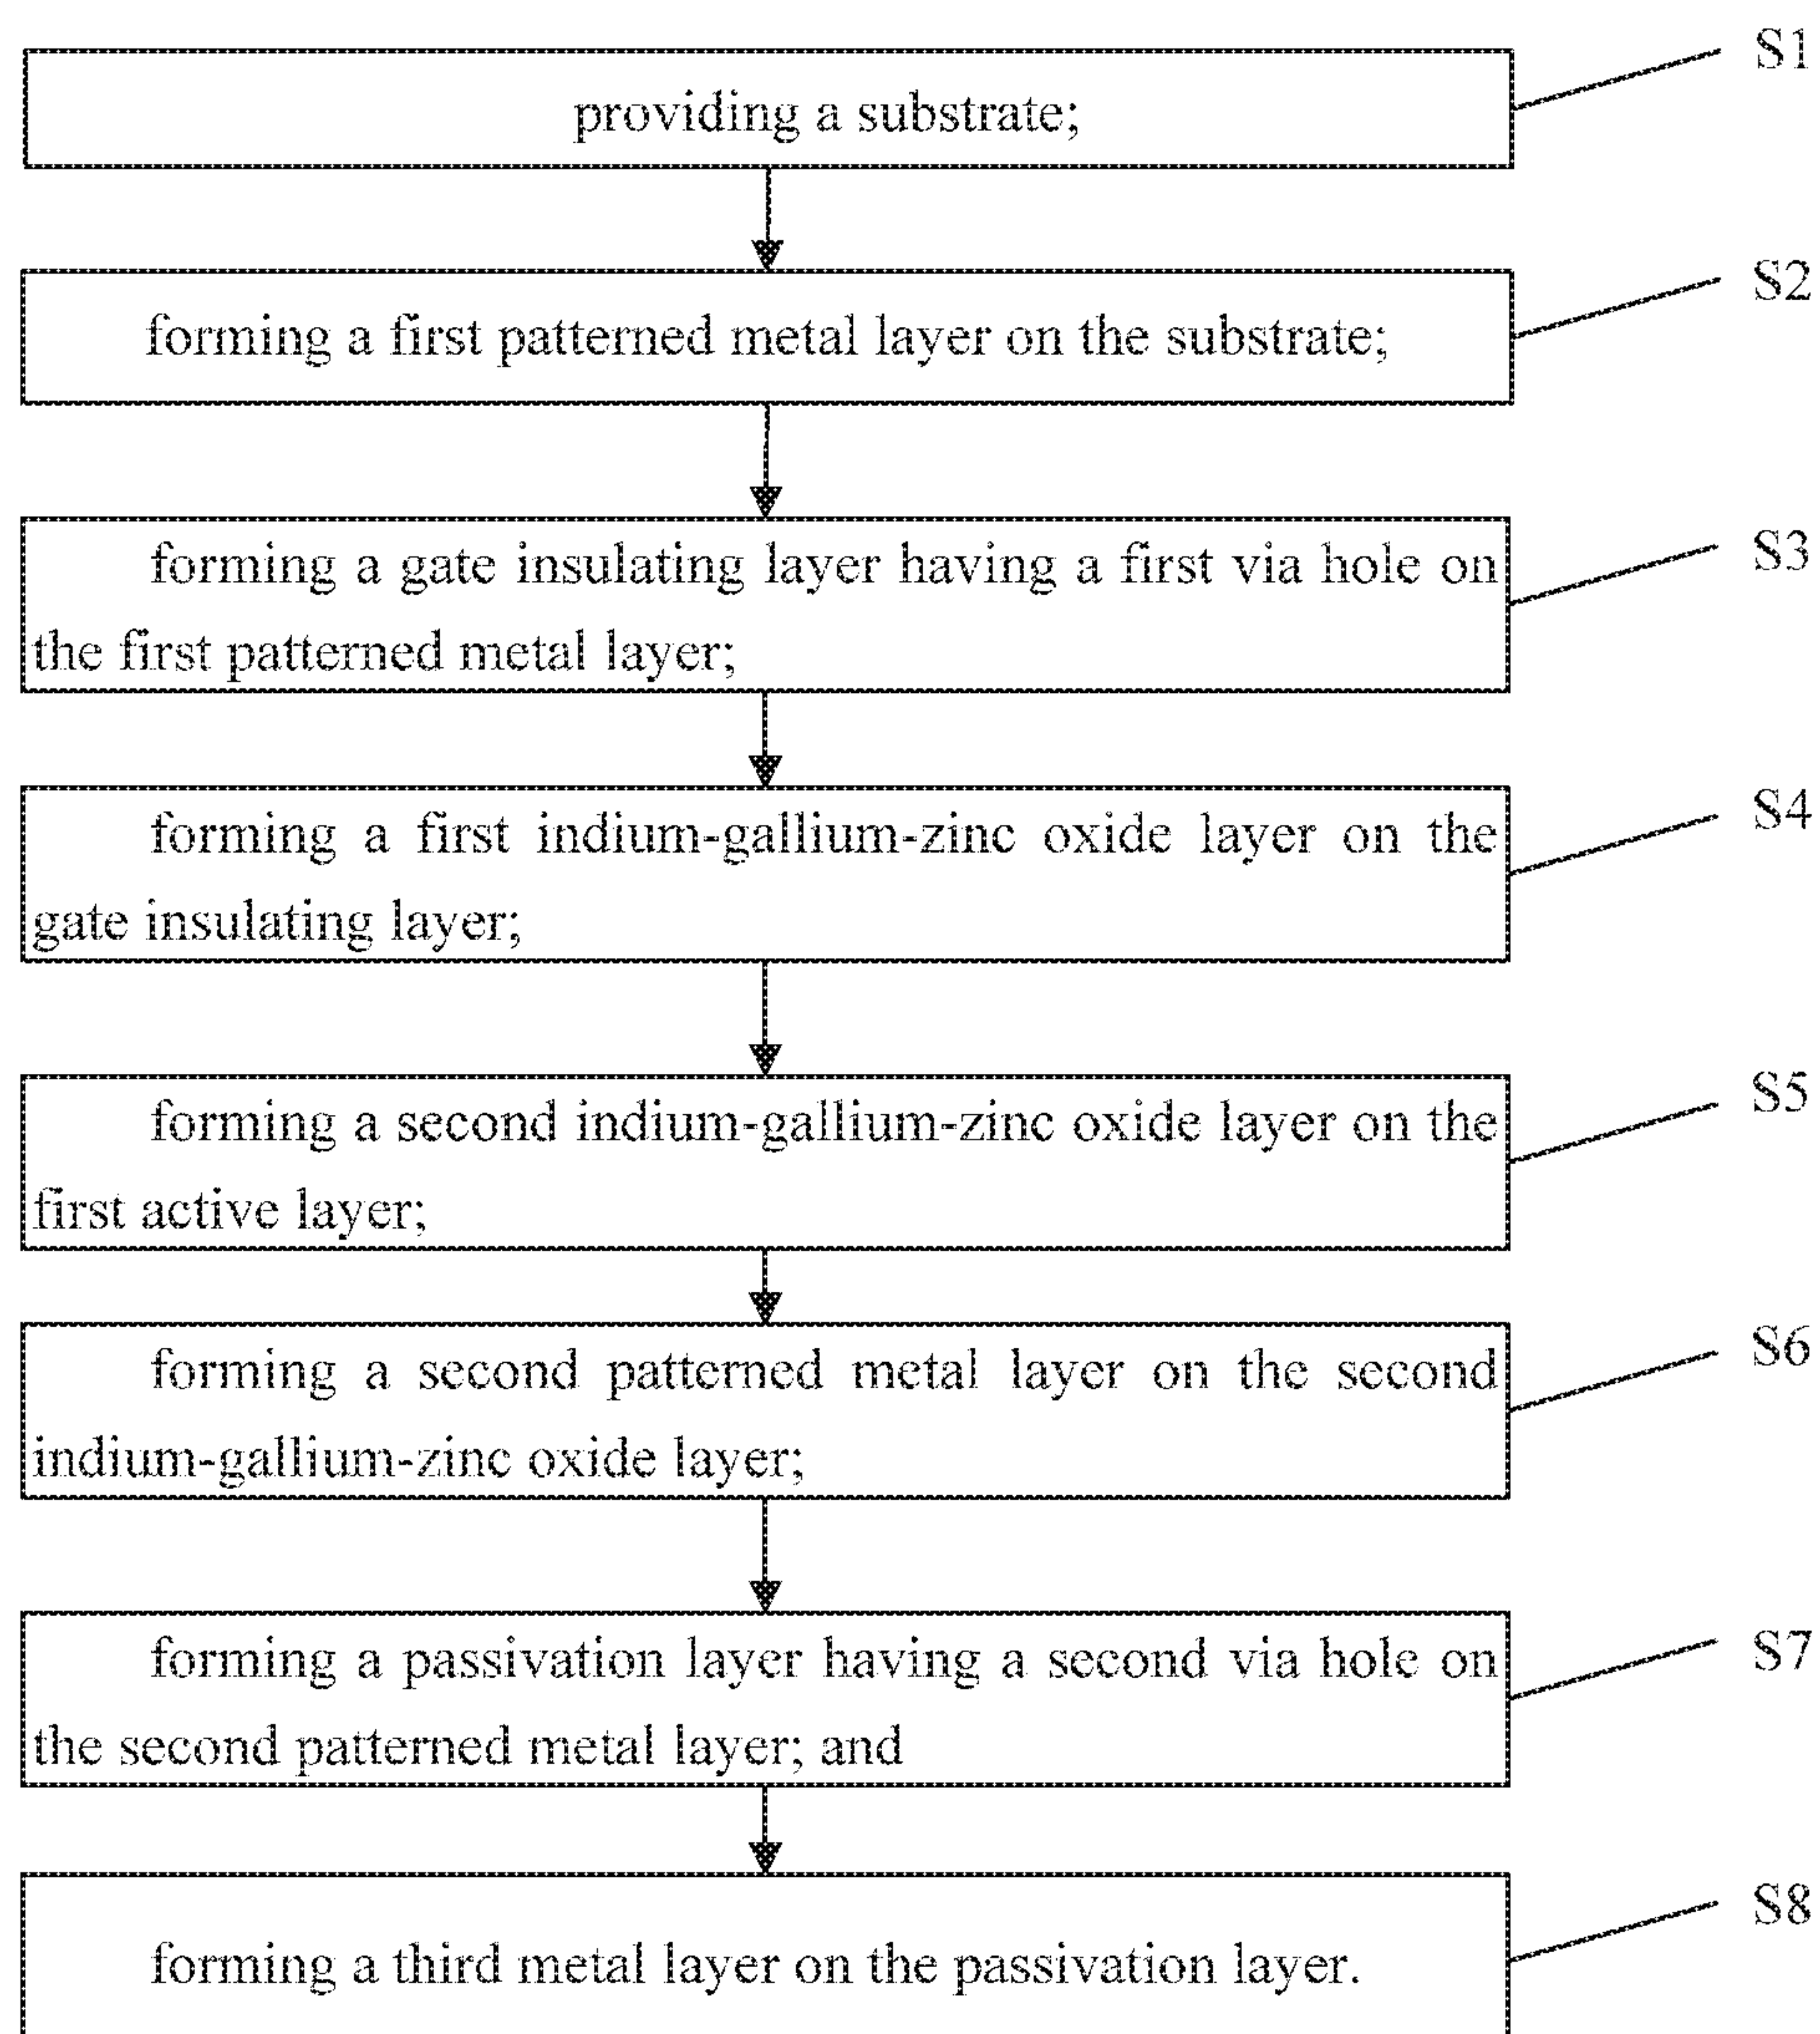 S1
providing a substrate;
S2
forming a first patterned metal layer on the substrate;
S3
forming a gate insulating layer having a first via hole on
the first patterned metal layer;
S4
forming a first indium-gallium-zinc oxide layer on the
gate insulating layer;
S5
forming a second indium-gallium-zinc oxide layer on the
first active layer;
S6
forming a second patterned metal layer on the second
indium-gallium-zinc oxide layer;
S7
forming a passivation layer having a second via hole on
the second patterned metal layer; and
S8
forming a third metal layer on the passivation layer.